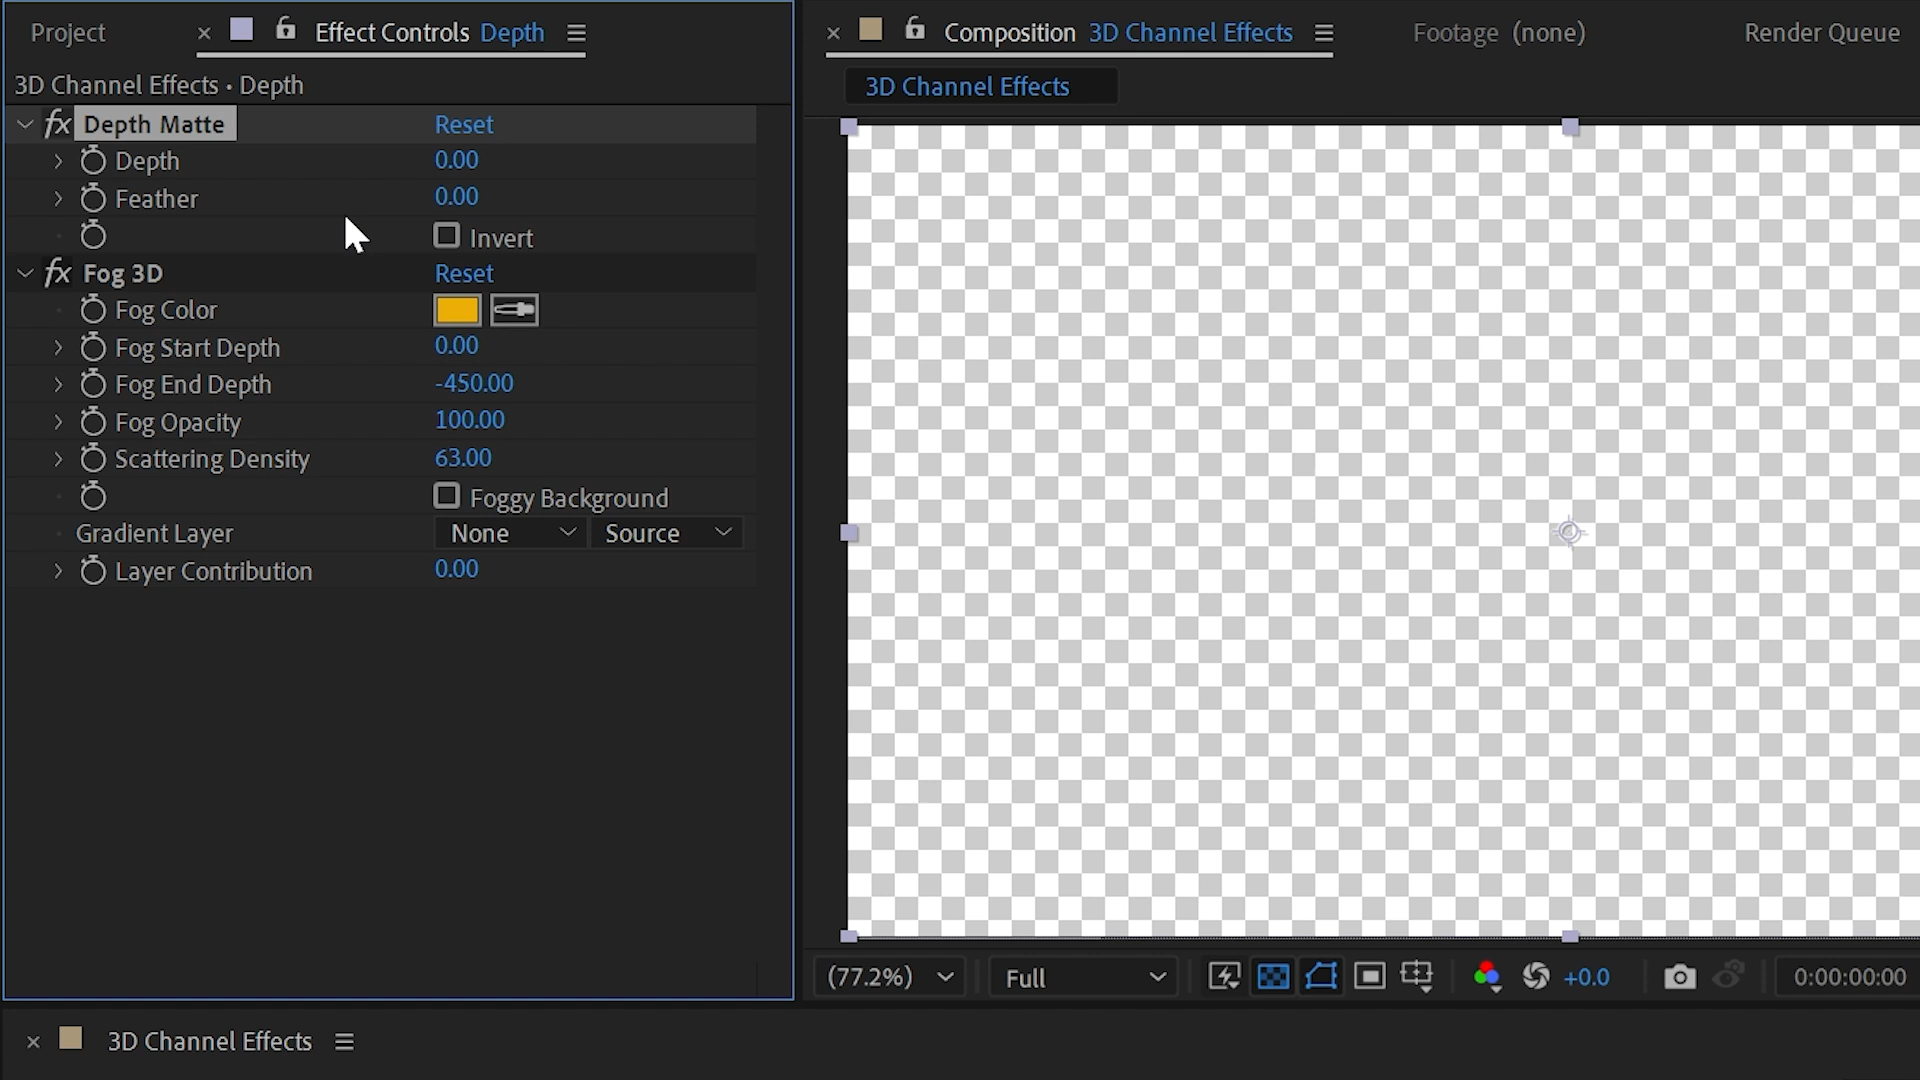 Project
× Effect Controls Depth
3D Channel Effects • Depth
fx Depth Matte Reset
Depth 0.00
Feather 0.00
Invert
fx Fog 3D Reset
Fog Color
Fog Start Depth 0.00
Fog End Depth -450.00
Fog Opacity 100.00
Scattering Density 63.00
Foggy Background
Gradient Layer None Source
Layer Contribution 0.00
× Composition 3D Channel Effects
Footage (none)
Render Queue
3D Channel Effects
(77.2%) Full +0.0 0:00:00:00
× 3D Channel Effects